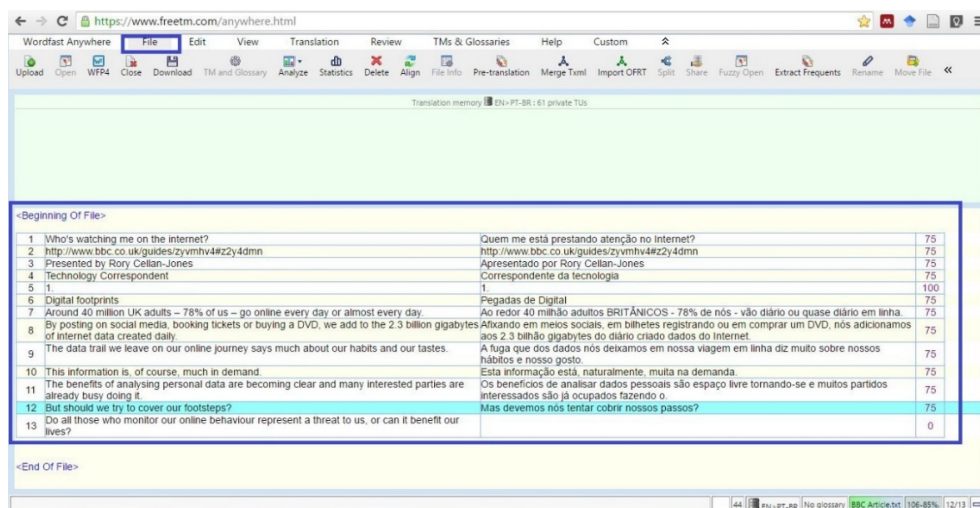 https://www.freetm.com/anywhere.html
Wordfast Anywhere File Edit View Translation Review TMs & Glossaries Help Custom
Upload Open WFP4 Close Download TM and Glossary Analyze Statistics Delete Align File Info Pre-translation Merge Txml Import OFRT Split Share Fuzzy Open Extract Frequents Rename Move File
Translation memory EN>PT-BR : 61 private TUs
<Beginning Of File>
1 Who's watching me on the internet? Quem me está prestando atenção no Internet? 75
2 http://www.bbc.co.uk/guides/zyvmhv4#z2y4dmn http://www.bbc.co.uk/guides/zyvmhv4#z2y4dmn 75
3 Presented by Rory Cellan-Jones Apresentado por Rory Cellan-Jones 75
4 Technology Correspondent Correspondente da tecnologia 75
5 1. 1. 100
6 Digital footprints Pegadas de Digital 75
7 Around 40 million UK adults – 78% of us – go online every day or almost every day. Ao redor 40 milhão adultos BRITÂNICOS - 78% de nós - vão diário ou quase diário em linha. 75
8 By posting on social media, booking tickets or buying a DVD, we add to the 2.3 billion gigabytes Afixando em meios sociais, em bilhetes registrando ou em comprar um DVD, nós adicionamos 75
of internet data created daily. aos 2.3 bilhão gigabytes do diário criado dados do Internet.
9 The data trail we leave on our online journey says much about our habits and our tastes. A fuga que dos dados nós deixamos em nossa viagem em linha diz muito sobre nossos 75
hábitos e nosso gosto.
10 This information is, of course, much in demand. Esta informação está, naturalmente, muita na demanda. 75
11 The benefits of analysing personal data are becoming clear and many interested parties are Os benefícios de analisar dados pessoais são espaço livre tornando-se e muitos partidos 75
already busy doing it. interessados são já ocupados fazendo o.
12 But should we try to cover our footsteps? Mas devemos nós tentar cobrir nossos passos? 75
13 Do all those who monitor our online behaviour represent a threat to us, or can it benefit our 0
lives?
<End Of File>
44 EN>PT-BR No glossary BBC Article.txt 106-85% 12/13